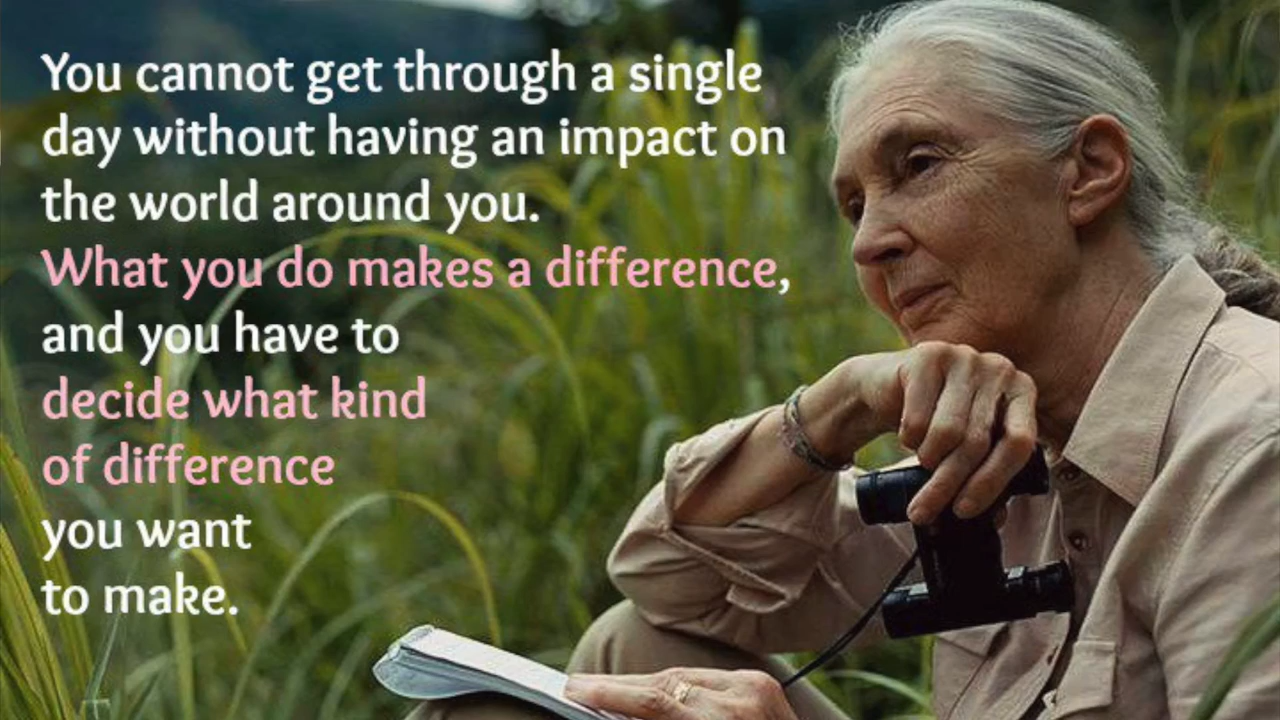 You cannot get through a single
day without having an impact on
the world around you.
What you do makes a difference,
and you have to
decide what kind
of difference
you want
to make.